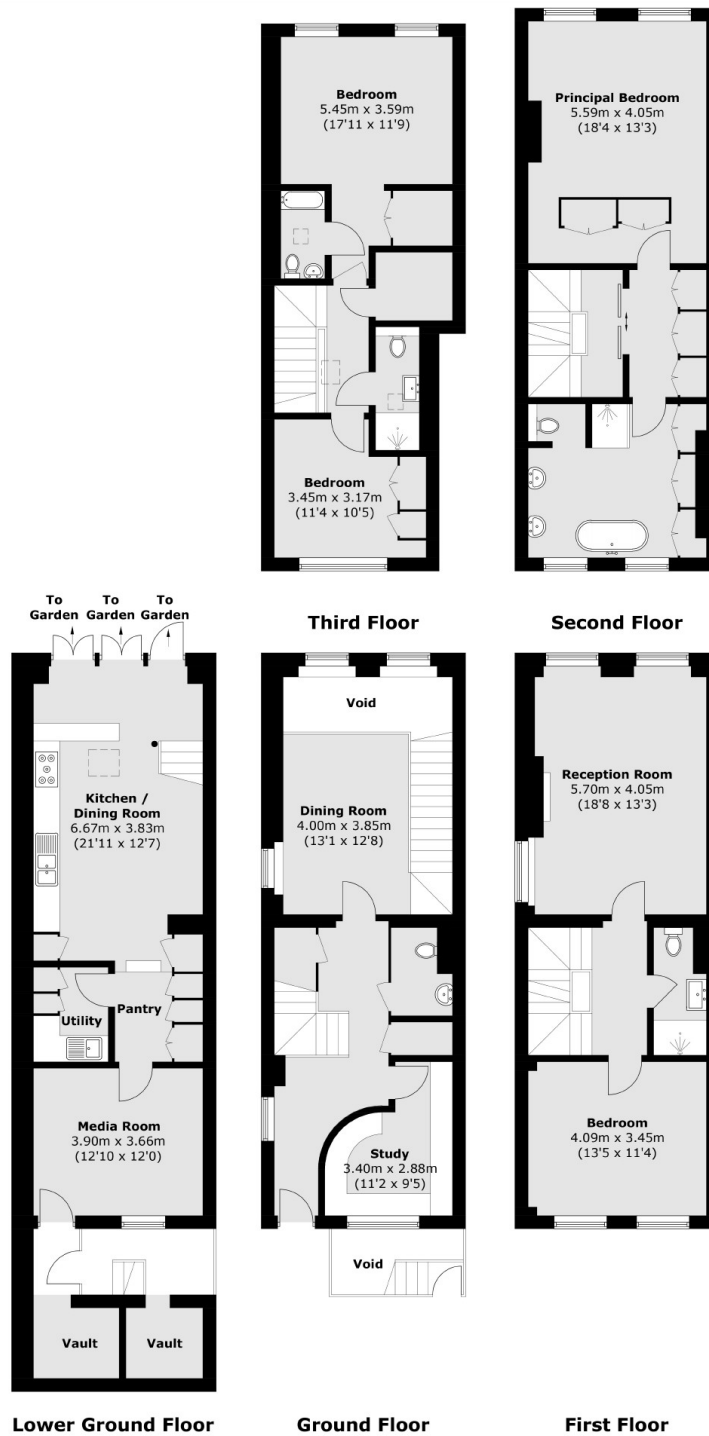 Bedroom
5.45m x 3.59m
(17'11 x 11'9)
Bedroom
3.45m x 3.17m
(11'4 x 10'5)
Third Floor
Principal Bedroom
5.59m x 4.05m
(18'4 x 13'3)
Second Floor
To
Garden
To
Garden
To
Garden
Kitchen /
Dining Room
6.67m x 3.83m
(21'11 x 12'7)
Utility
Pantry
Media Room
3.90m x 3.66m
(12'10 x 12'0)
Vault
Vault
Lower Ground Floor
Void
Dining Room
4.00m x 3.85m
(13'1 x 12'8)
Study
3.40m x 2.88m
(11'2 x 9'5)
Void
Ground Floor
Reception Room
5.70m x 4.05m
(18'8 x 13'3)
Bedroom
4.09m x 3.45m
(13'5 x 11'4)
First Floor